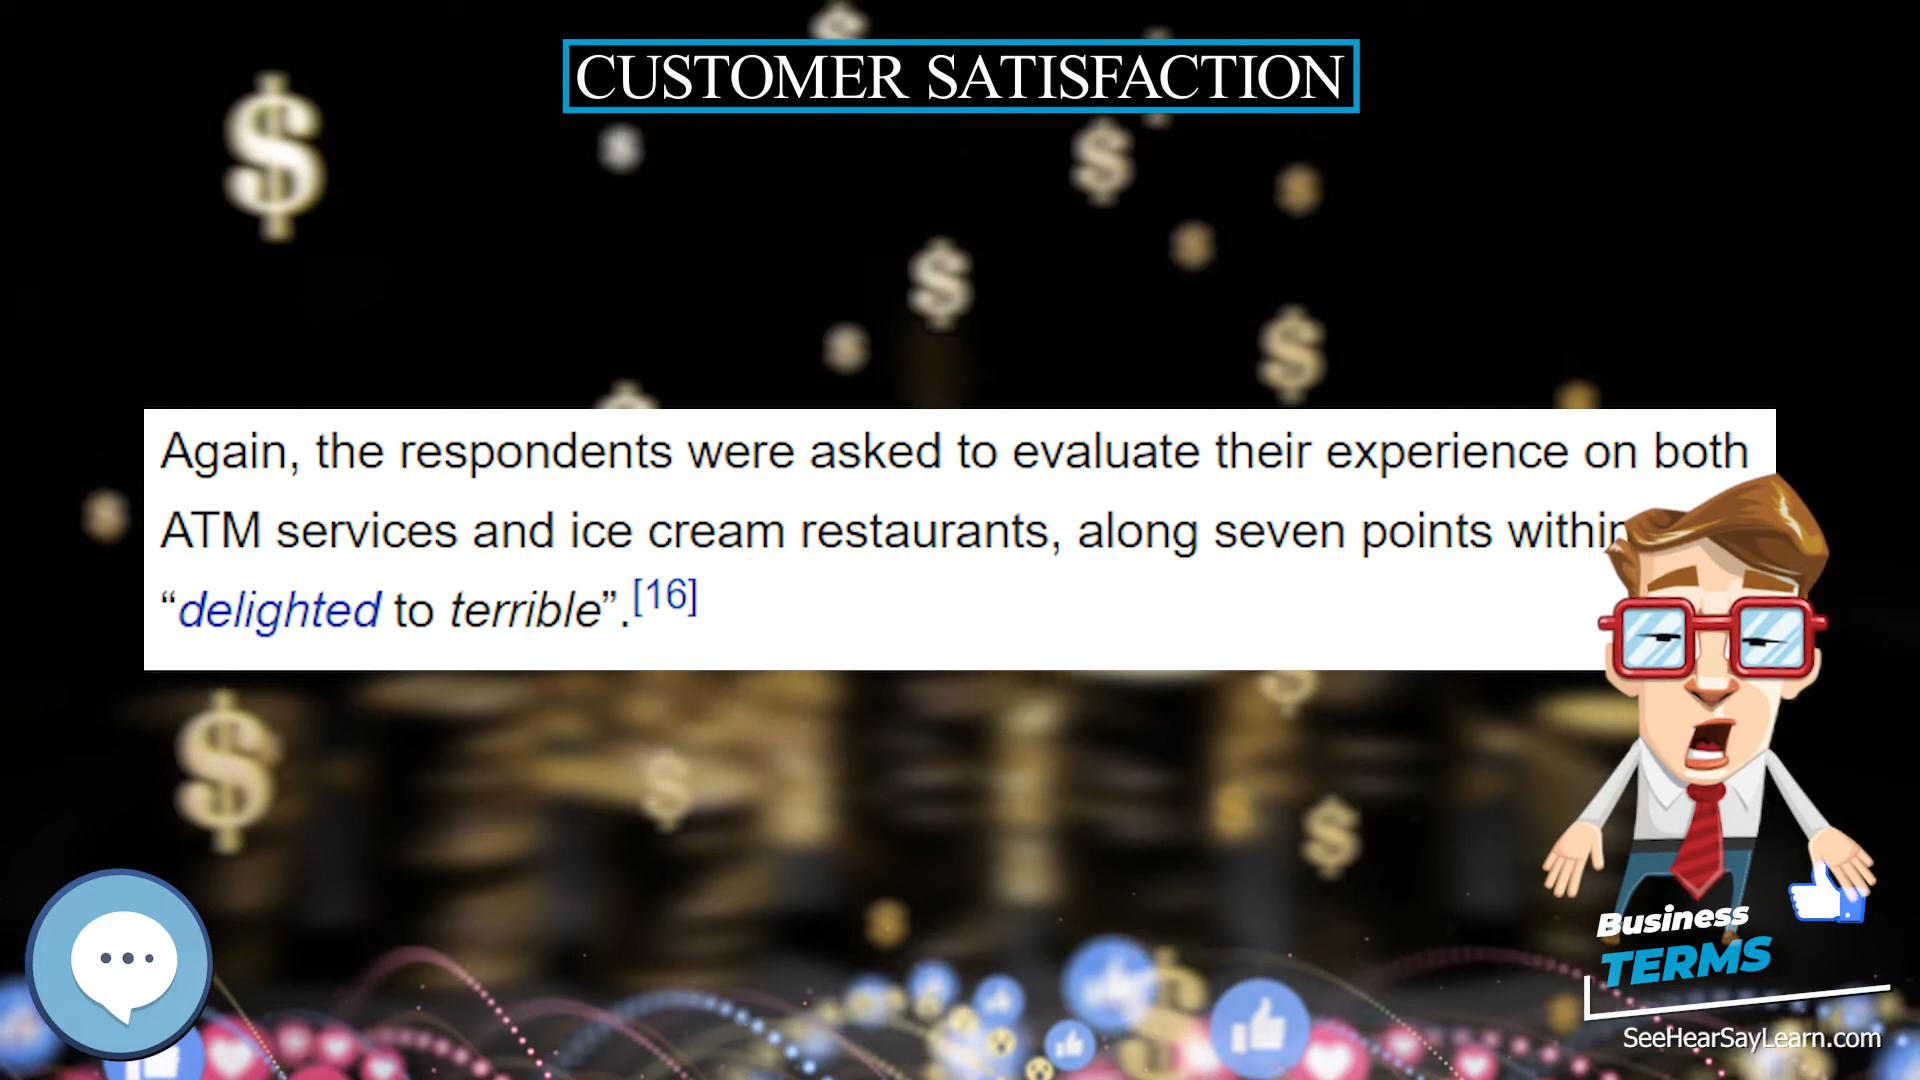 CUSTOMER SATISFACTION
Again, the respondents were asked to evaluate their experience on both
ATM services and ice cream restaurants, along seven points within
“delighted to terrible”.[16]
Business
TERMS
SeeHearSayLearn.com